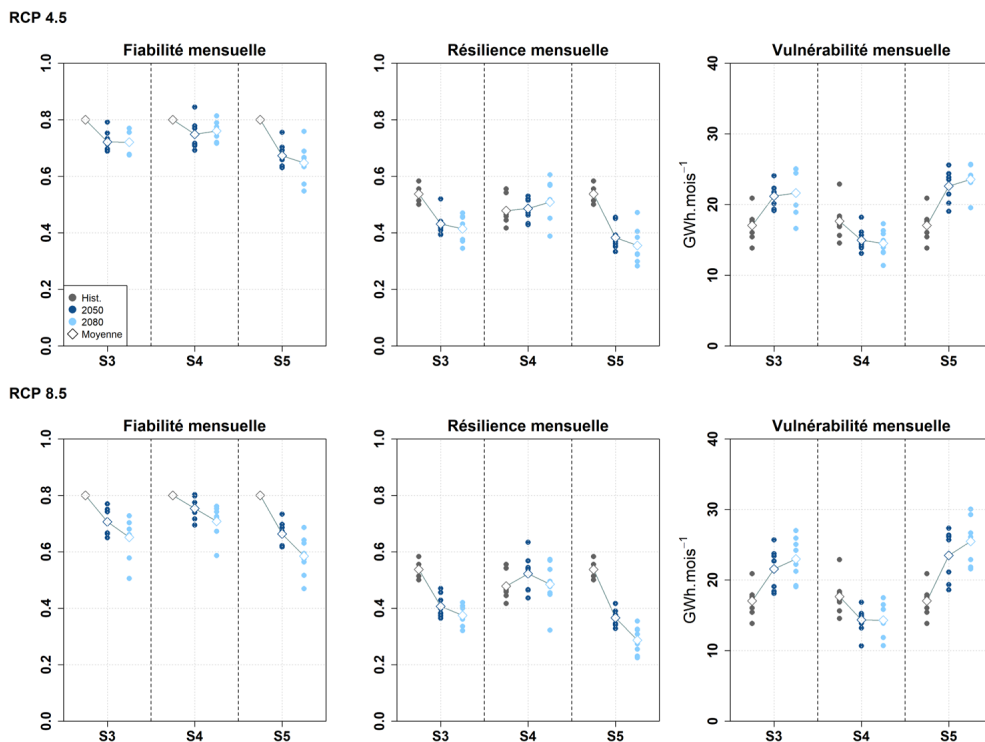 RCP 4.5
Fiabilité mensuelle
1.0
0.8
0.6
0.4
0.2
0.0
Hist.
2050
2080
Moyenne
S3 S4 S5
Résilience mensuelle
1.0
0.8
0.6
0.4
0.2
0.0
S3 S4 S5
Vulnérabilité mensuelle
GWh.mois⁻¹
40
30
20
10
0
S3 S4 S5
RCP 8.5
Fiabilité mensuelle
1.0
0.8
0.6
0.4
0.2
0.0
S3 S4 S5
Résilience mensuelle
1.0
0.8
0.6
0.4
0.2
0.0
S3 S4 S5
Vulnérabilité mensuelle
GWh.mois⁻¹
40
30
20
10
0
S3 S4 S5